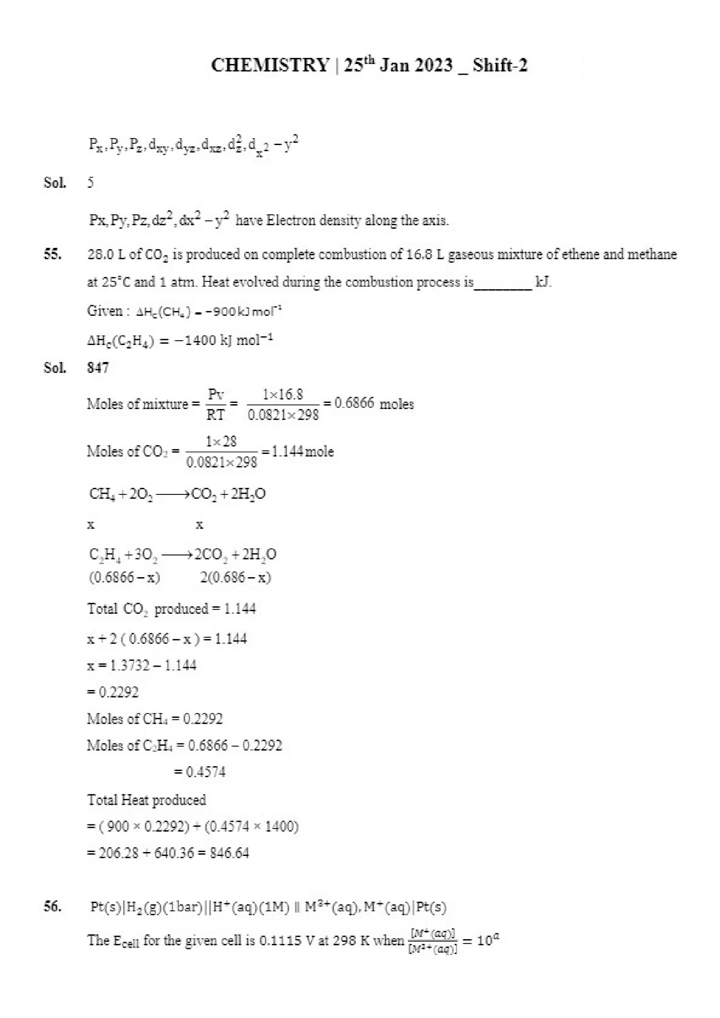 CHEMISTRY | 25th Jan 2023 _ Shift-2
Px,Py,Pz,dxy,dyz,dxz,d²z,dx² − y²
Sol. 5
Px,Py,Pz,dz²,dx² − y² have Electron density along the axis.
55. 28.0 L of CO₂ is produced on complete combustion of 16.8 L gaseous mixture of ethene and methane
at 25°C and 1 atm. Heat evolved during the combustion process is________ kJ.
Given : ΔHc(CH₄) = −900 kJ mol⁻¹
ΔHc(C₂H₄) = −1400 kJ mol⁻¹
Sol. 847
Moles of mixture = Pv/RT = 1×16.8/0.0821×298 = 0.6866 moles
Moles of CO₂ = 1×28/0.0821×298 = 1.144mole
CH₄ + 2O₂ ⟶ CO₂ + 2H₂O
x x
C₂H₄ + 3O₂ ⟶ 2CO₂ + 2H₂O
(0.6866 − x) 2(0.686 − x)
Total CO₂ produced = 1.144
x + 2 ( 0.6866 − x ) = 1.144
x = 1.3732 − 1.144
= 0.2292
Moles of CH₄ = 0.2292
Moles of C₂H₄ = 0.6866 − 0.2292
= 0.4574
Total Heat produced
= ( 900 × 0.2292) + (0.4574 × 1400)
= 206.28 + 640.36 = 846.64
56. Pt(s)|H₂(g)(1bar)||H⁺(aq)(1M) ∥ M³⁺(aq), M⁺(aq)|Pt(s)
The Ecell for the given cell is 0.1115 V at 298 K when [M⁺(aq)]/[M³⁺(aq)] = 10ᵃ